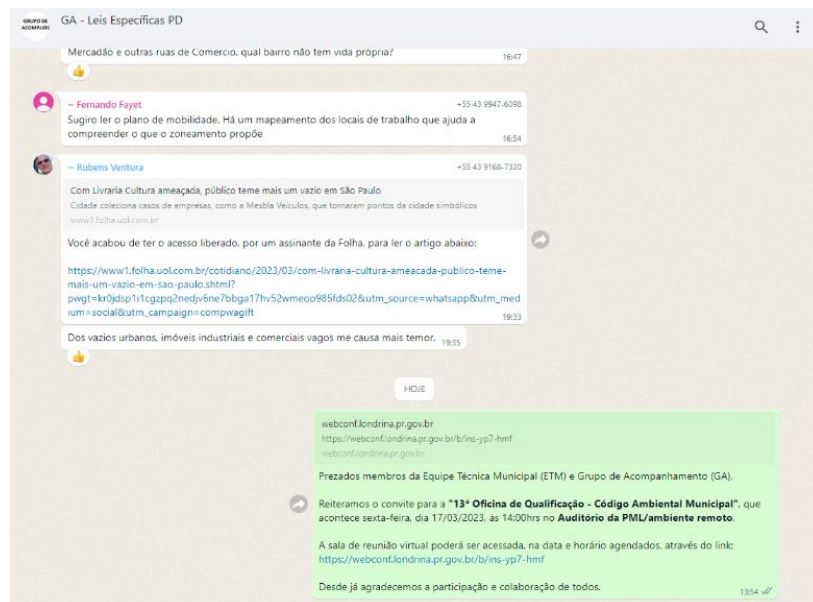 GRUPO DE
GA - Leis Específicas PD
Mercadão e outras ruas de Comercio, qual bairro não tem vida própria?
16:47
~ Fernando Fayet +55 43 9947-6098
Sugiro ler o plano de mobilidade. Há um mapeamento dos locais de trabalho que ajuda a
compreender o que o zoneamento propõe
16:54
~ Rubens Ventura +55 43 9168-7320
Com Livraria Cultura ameaçada, público teme mais um vazio em São Paulo
Cidade coleciona casos de empresas, como a Mesbla Veículos, que tornaram pontos da cidade simbólicos
www1.folha.uol.com.br
Você acabou de ter o acesso liberado, por um assinante da Folha, para ler o artigo abaixo:
https://www1.folha.uol.com.br/cotidiano/2023/03/com-livraria-cultura-ameacada-publico-teme-
mais-um-vazio-em-sao-paulo.shtml?
pwgt=kr0jdsp1i1cgzpq2nedjv6ne7bbga17hv52wmeoo985fds02&utm_source=whatsapp&utm_med
ium=social&utm_campaign=compwagift
19:33
Dos vazios urbanos, imóveis industriais e comerciais vagos me causa mais temor. 19:35
HOJE
webconf.londrina.pr.gov.br
https://webconf.londrina.pr.gov.br/b/ins-yp7-hmf
webconf.londrina.pr.gov.br
Prezados membros da Equipe Técnica Municipal (ETM) e Grupo de Acompanhamento (GA),
Reiteramos o convite para a "13ª Oficina de Qualificação - Código Ambiental Municipal", que
acontece sexta-feira, dia 17/03/2023, às 14:00hrs no Auditório da PML/ambiente remoto.
A sala de reunião virtual poderá ser acessada, na data e horário agendados, através do link:
https://webconf.londrina.pr.gov.br/b/ins-yp7-hmf
Desde já agradecemos a participação e colaboração de todos.
13:54